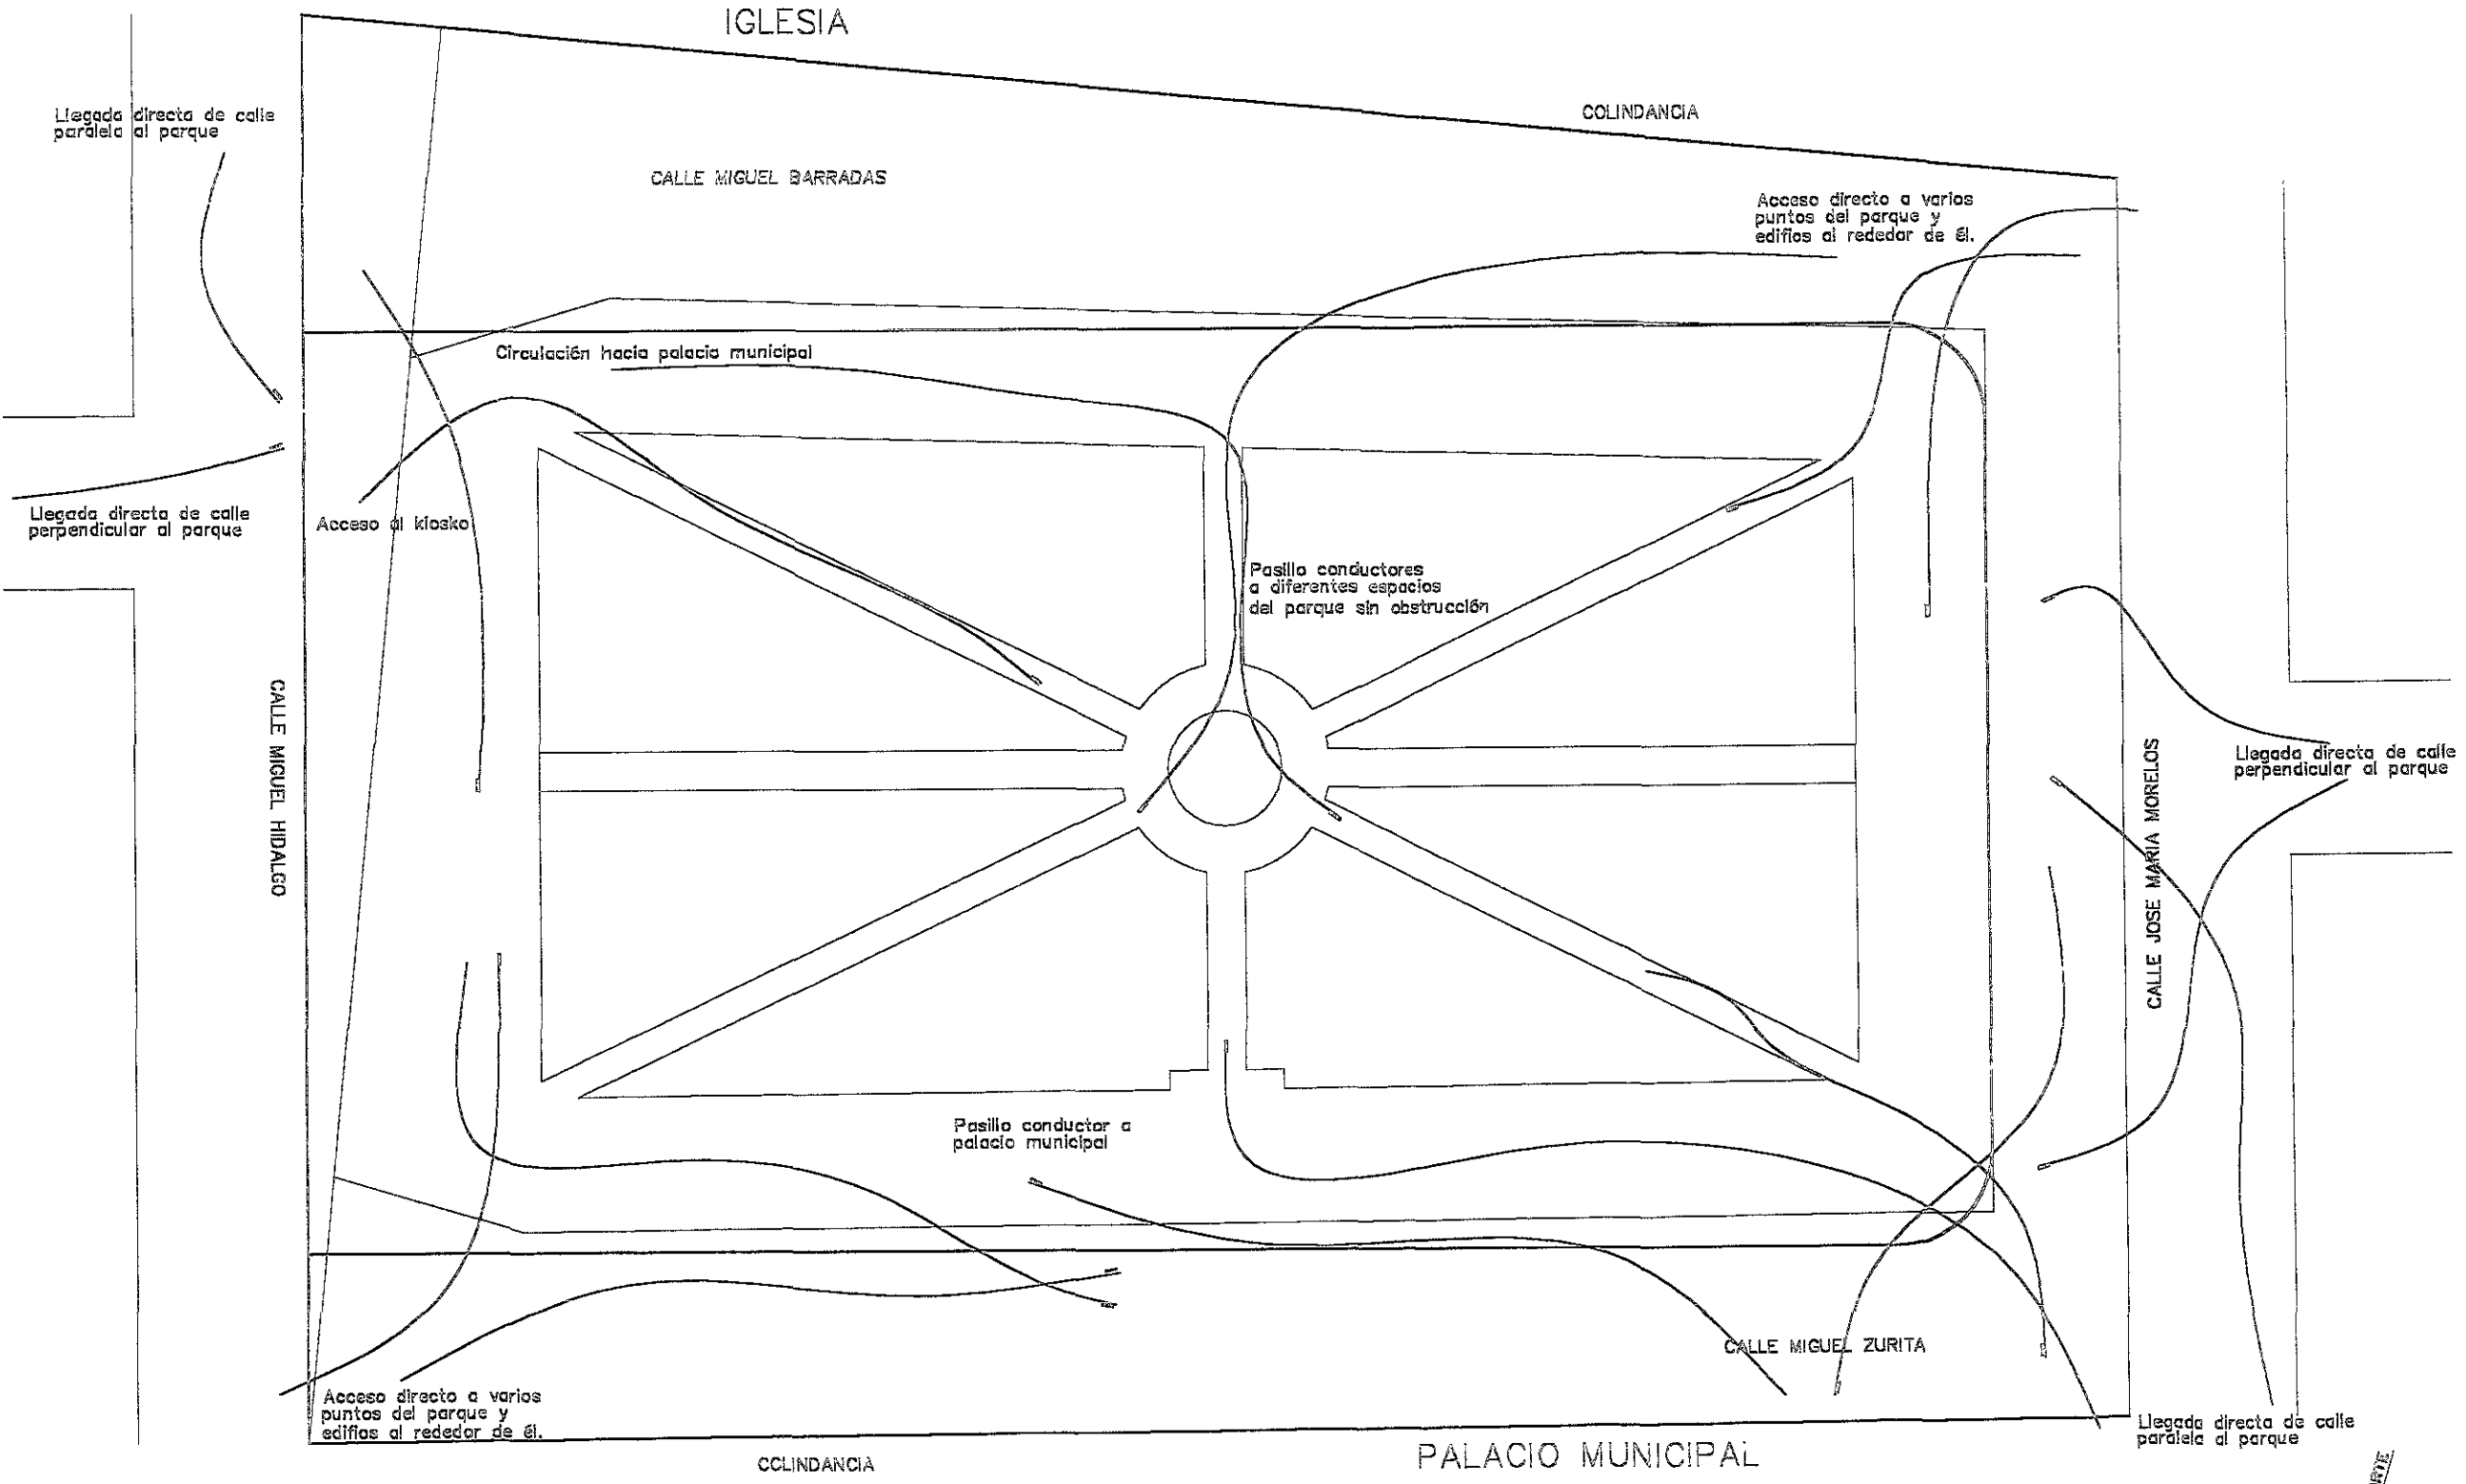 IGLESIA
Llegada directa de calle
paralela al parque
COLINDANCIA
CALLE MIGUEL BARRADAS
Acceso directo a varios
puntos del parque y
edifios al rededor de él.
Circulación hacia palacio municipal
Llegada directa de calle
perpendicular al parque
Acceso al kiosko
Pasillo conductores
a diferentes espacios
del parque sin obstrucción
CALLE MIGUEL HIDALGO
CALLE JOSE MARIA MORELOS
Llegada directa de calle
perpendicular al parque
Pasillo conductor a
palacio municipal
CALLE MIGUEL ZURITA
Acceso directo a varios
puntos del parque y
edifios al rededor de él.
Llegada directa de calle
paralela al parque
COLINDANCIA
PALACIO MUNICIPAL